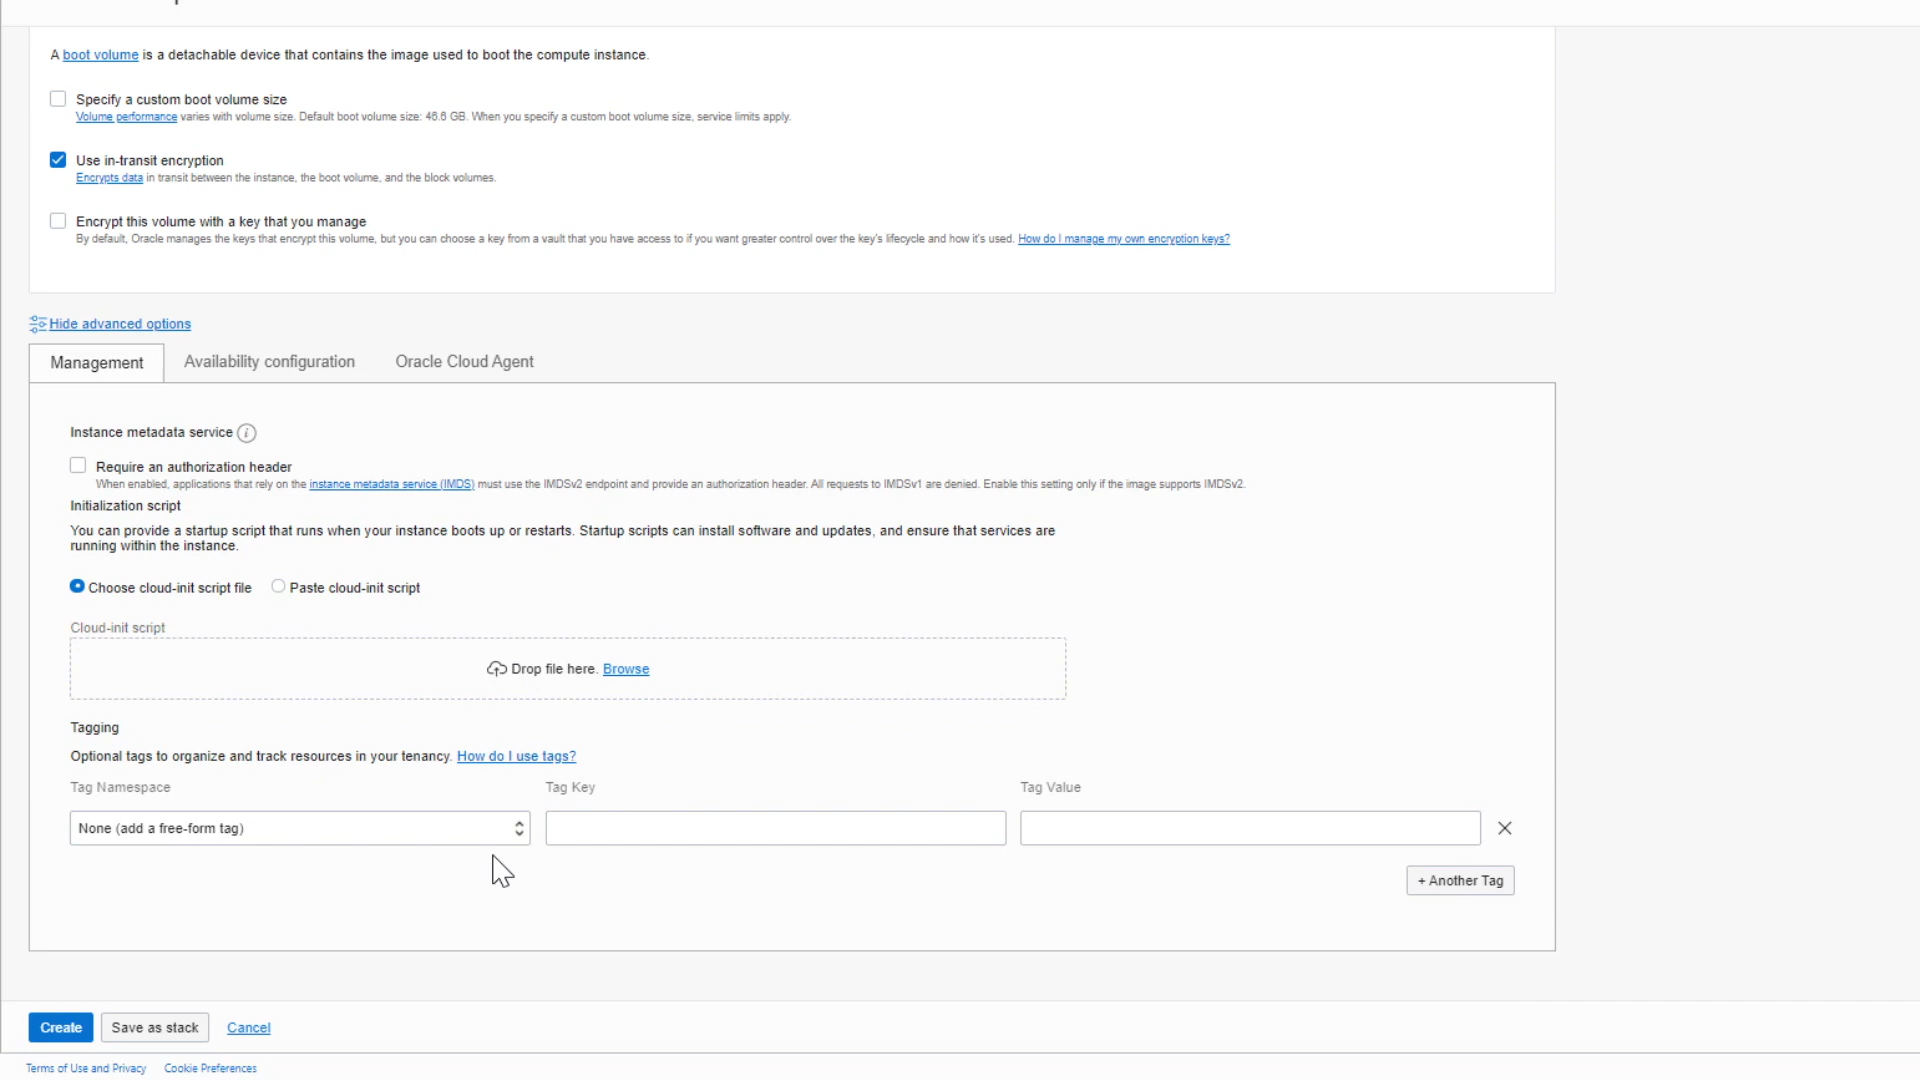 A boot volume is a detachable device that contains the image used to boot the compute instance.
Specify a custom boot volume size
Volume performance varies with volume size. Default boot volume size: 46.6 GB. When you specify a custom boot volume size, service limits apply.
Use in-transit encryption
Encrypts data in transit between the instance, the boot volume, and the block volumes.
Encrypt this volume with a key that you manage
By default, Oracle manages the keys that encrypt this volume, but you can choose a key from a vault that you have access to if you want greater control over the key's lifecycle and how it's used. How do I manage my own encryption keys?
Hide advanced options
Management Availability configuration Oracle Cloud Agent
Instance metadata service i
Require an authorization header
When enabled, applications that rely on the instance metadata service (IMDS) must use the IMDSv2 endpoint and provide an authorization header. All requests to IMDSv1 are denied. Enable this setting only if the image supports IMDSv2.
Initialization script
You can provide a startup script that runs when your instance boots up or restarts. Startup scripts can install software and updates, and ensure that services are
running within the instance.
Choose cloud-init script file Paste cloud-init script
Cloud-init script
Drop file here. Browse
Tagging
Optional tags to organize and track resources in your tenancy. How do I use tags?
Tag Namespace Tag Key Tag Value
None (add a free-form tag)
+ Another Tag
Create Save as stack Cancel
Terms of Use and Privacy Cookie Preferences